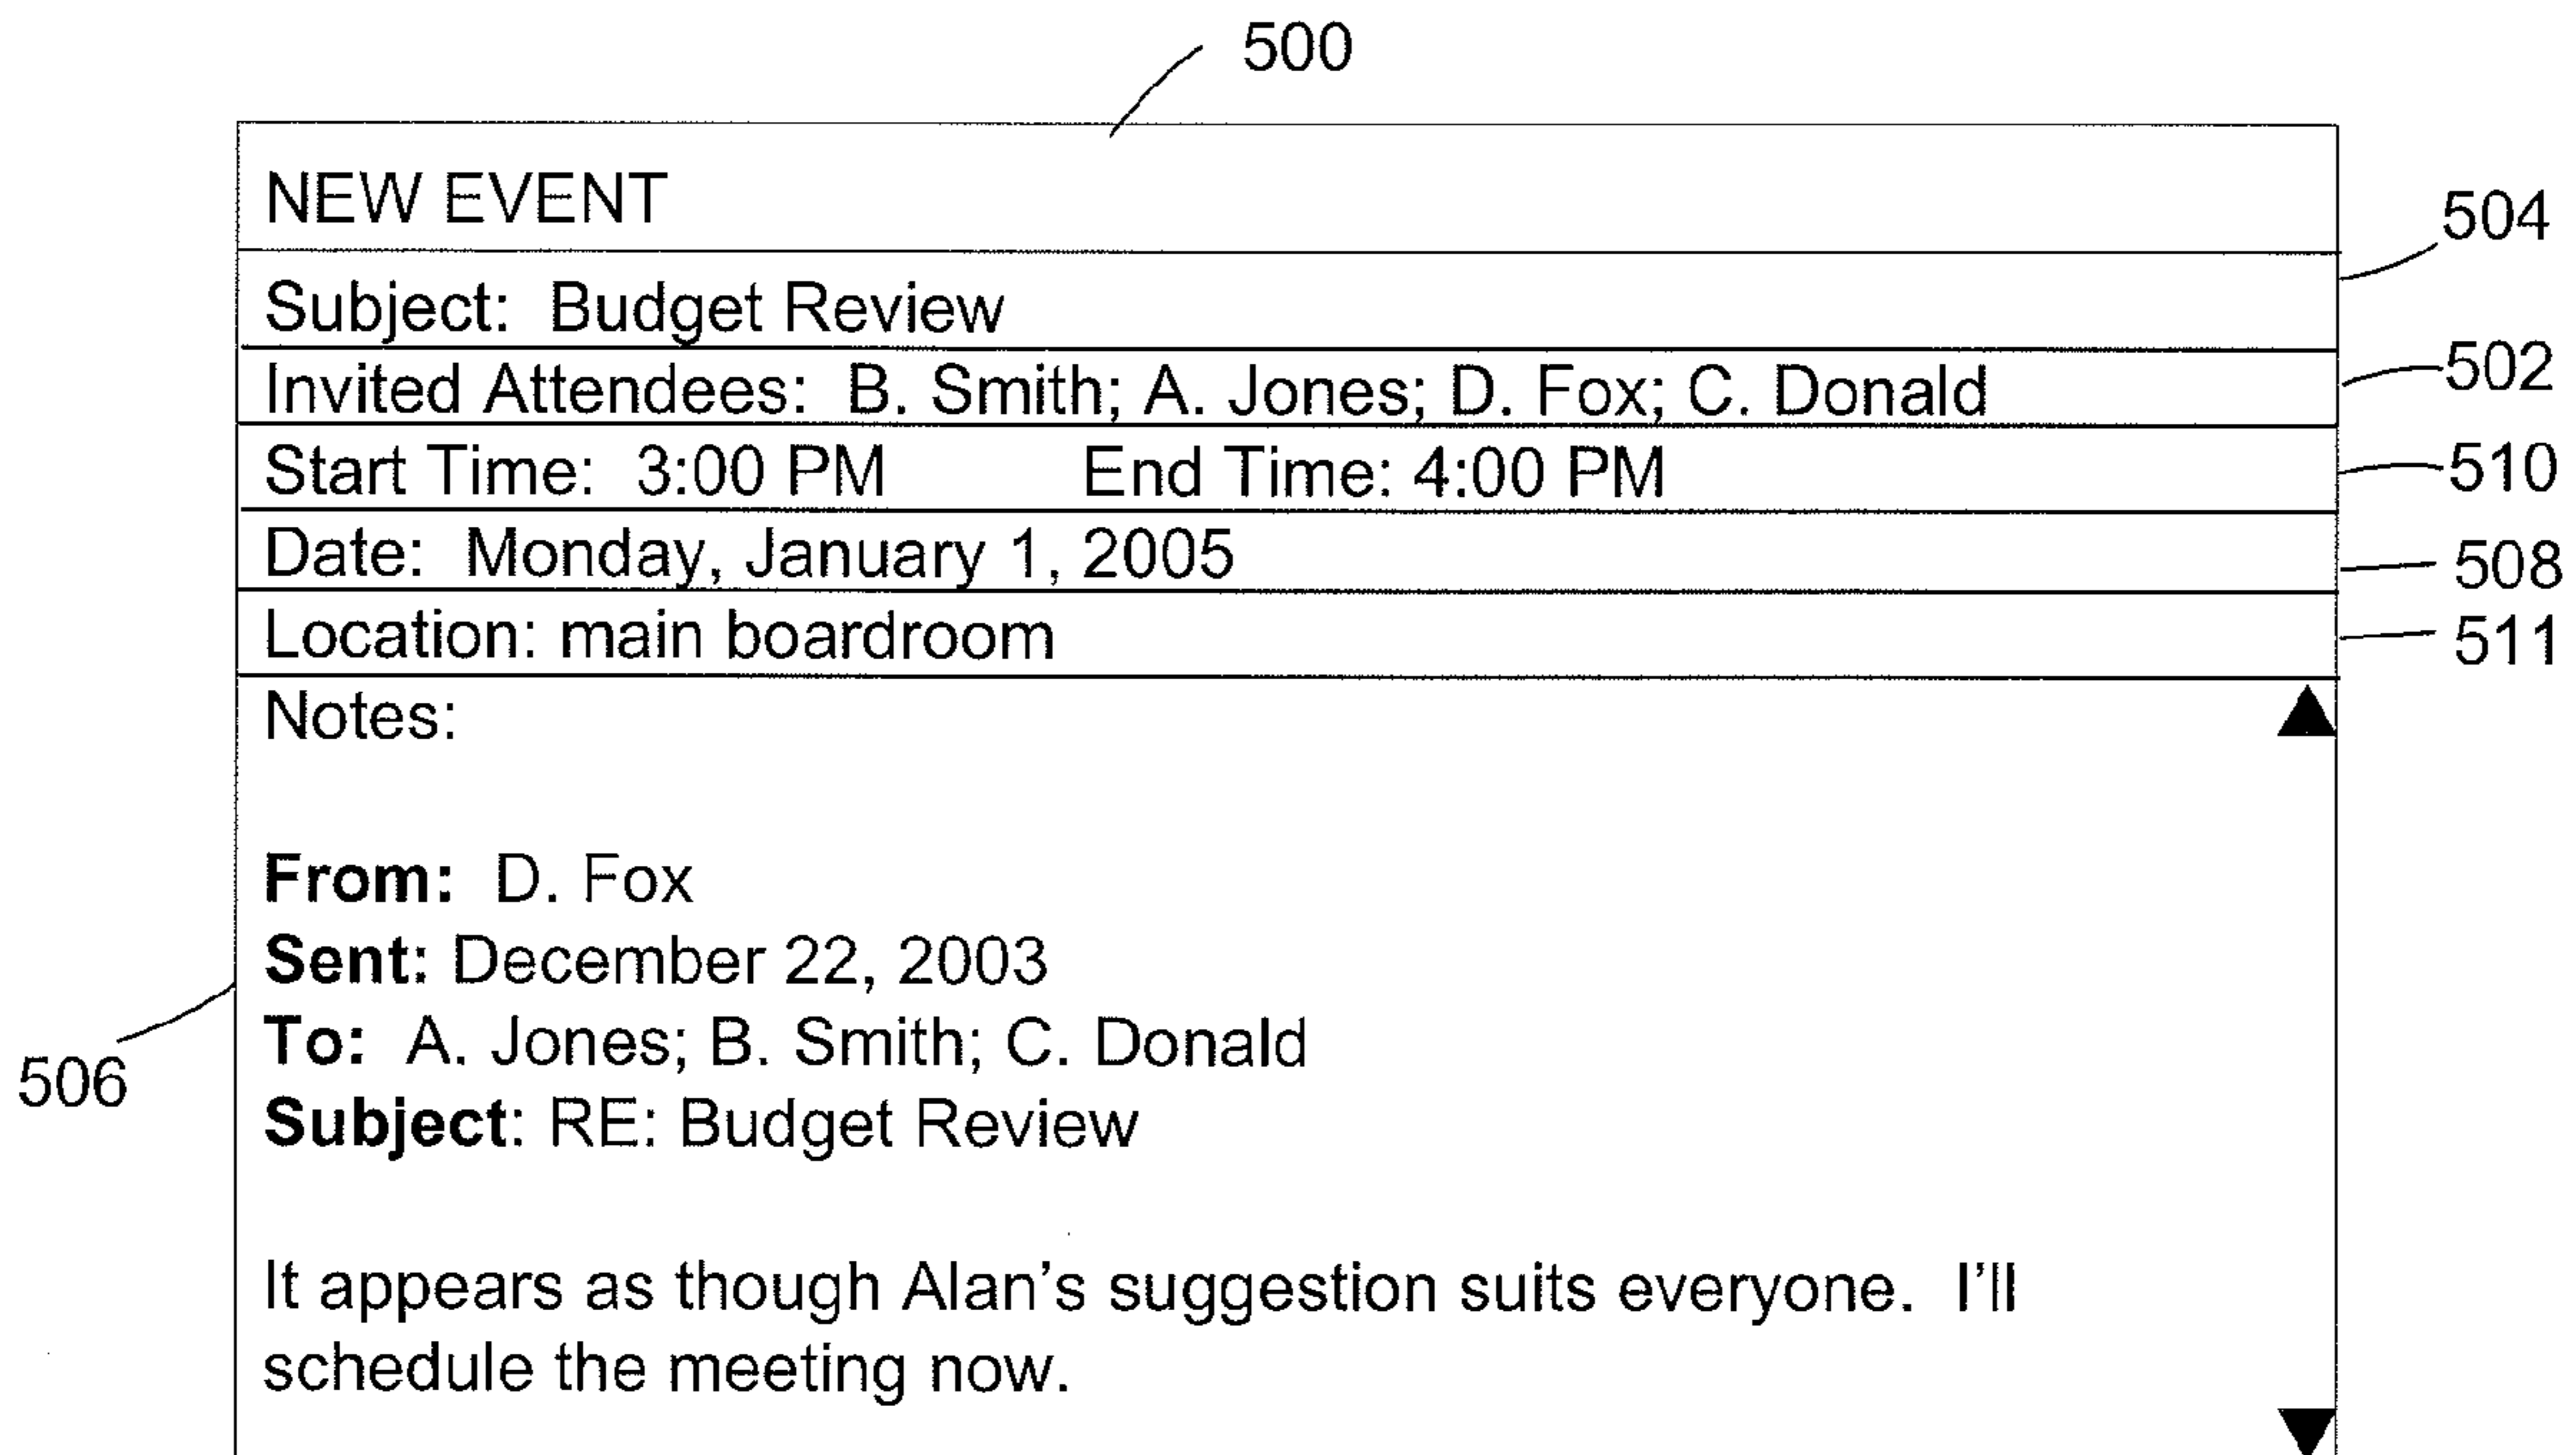 500
NEW EVENT
504
Subject: Budget Review
502
Invited Attendees: B. Smith; A. Jones; D. Fox; C. Donald
Start Time: 3:00 PM End Time: 4:00 PM
510
Date: Monday, January 1, 2005
508
Location: main boardroom
511
Notes:
From: D. Fox
Sent: December 22, 2003
To: A. Jones; B. Smith; C. Donald
506
Subject: RE: Budget Review
It appears as though Alan's suggestion suits everyone. I'll
schedule the meeting now.